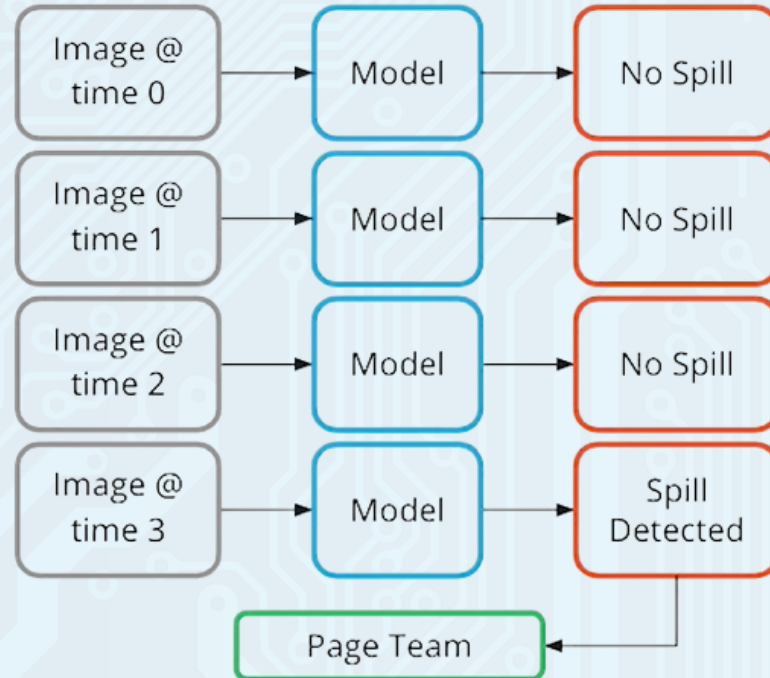 Image @
time 0
Model
No Spill
Image @
time 1
Model
No Spill
Image @
time 2
Model
No Spill
Image @
time 3
Model
Spill
Detected
Page Team